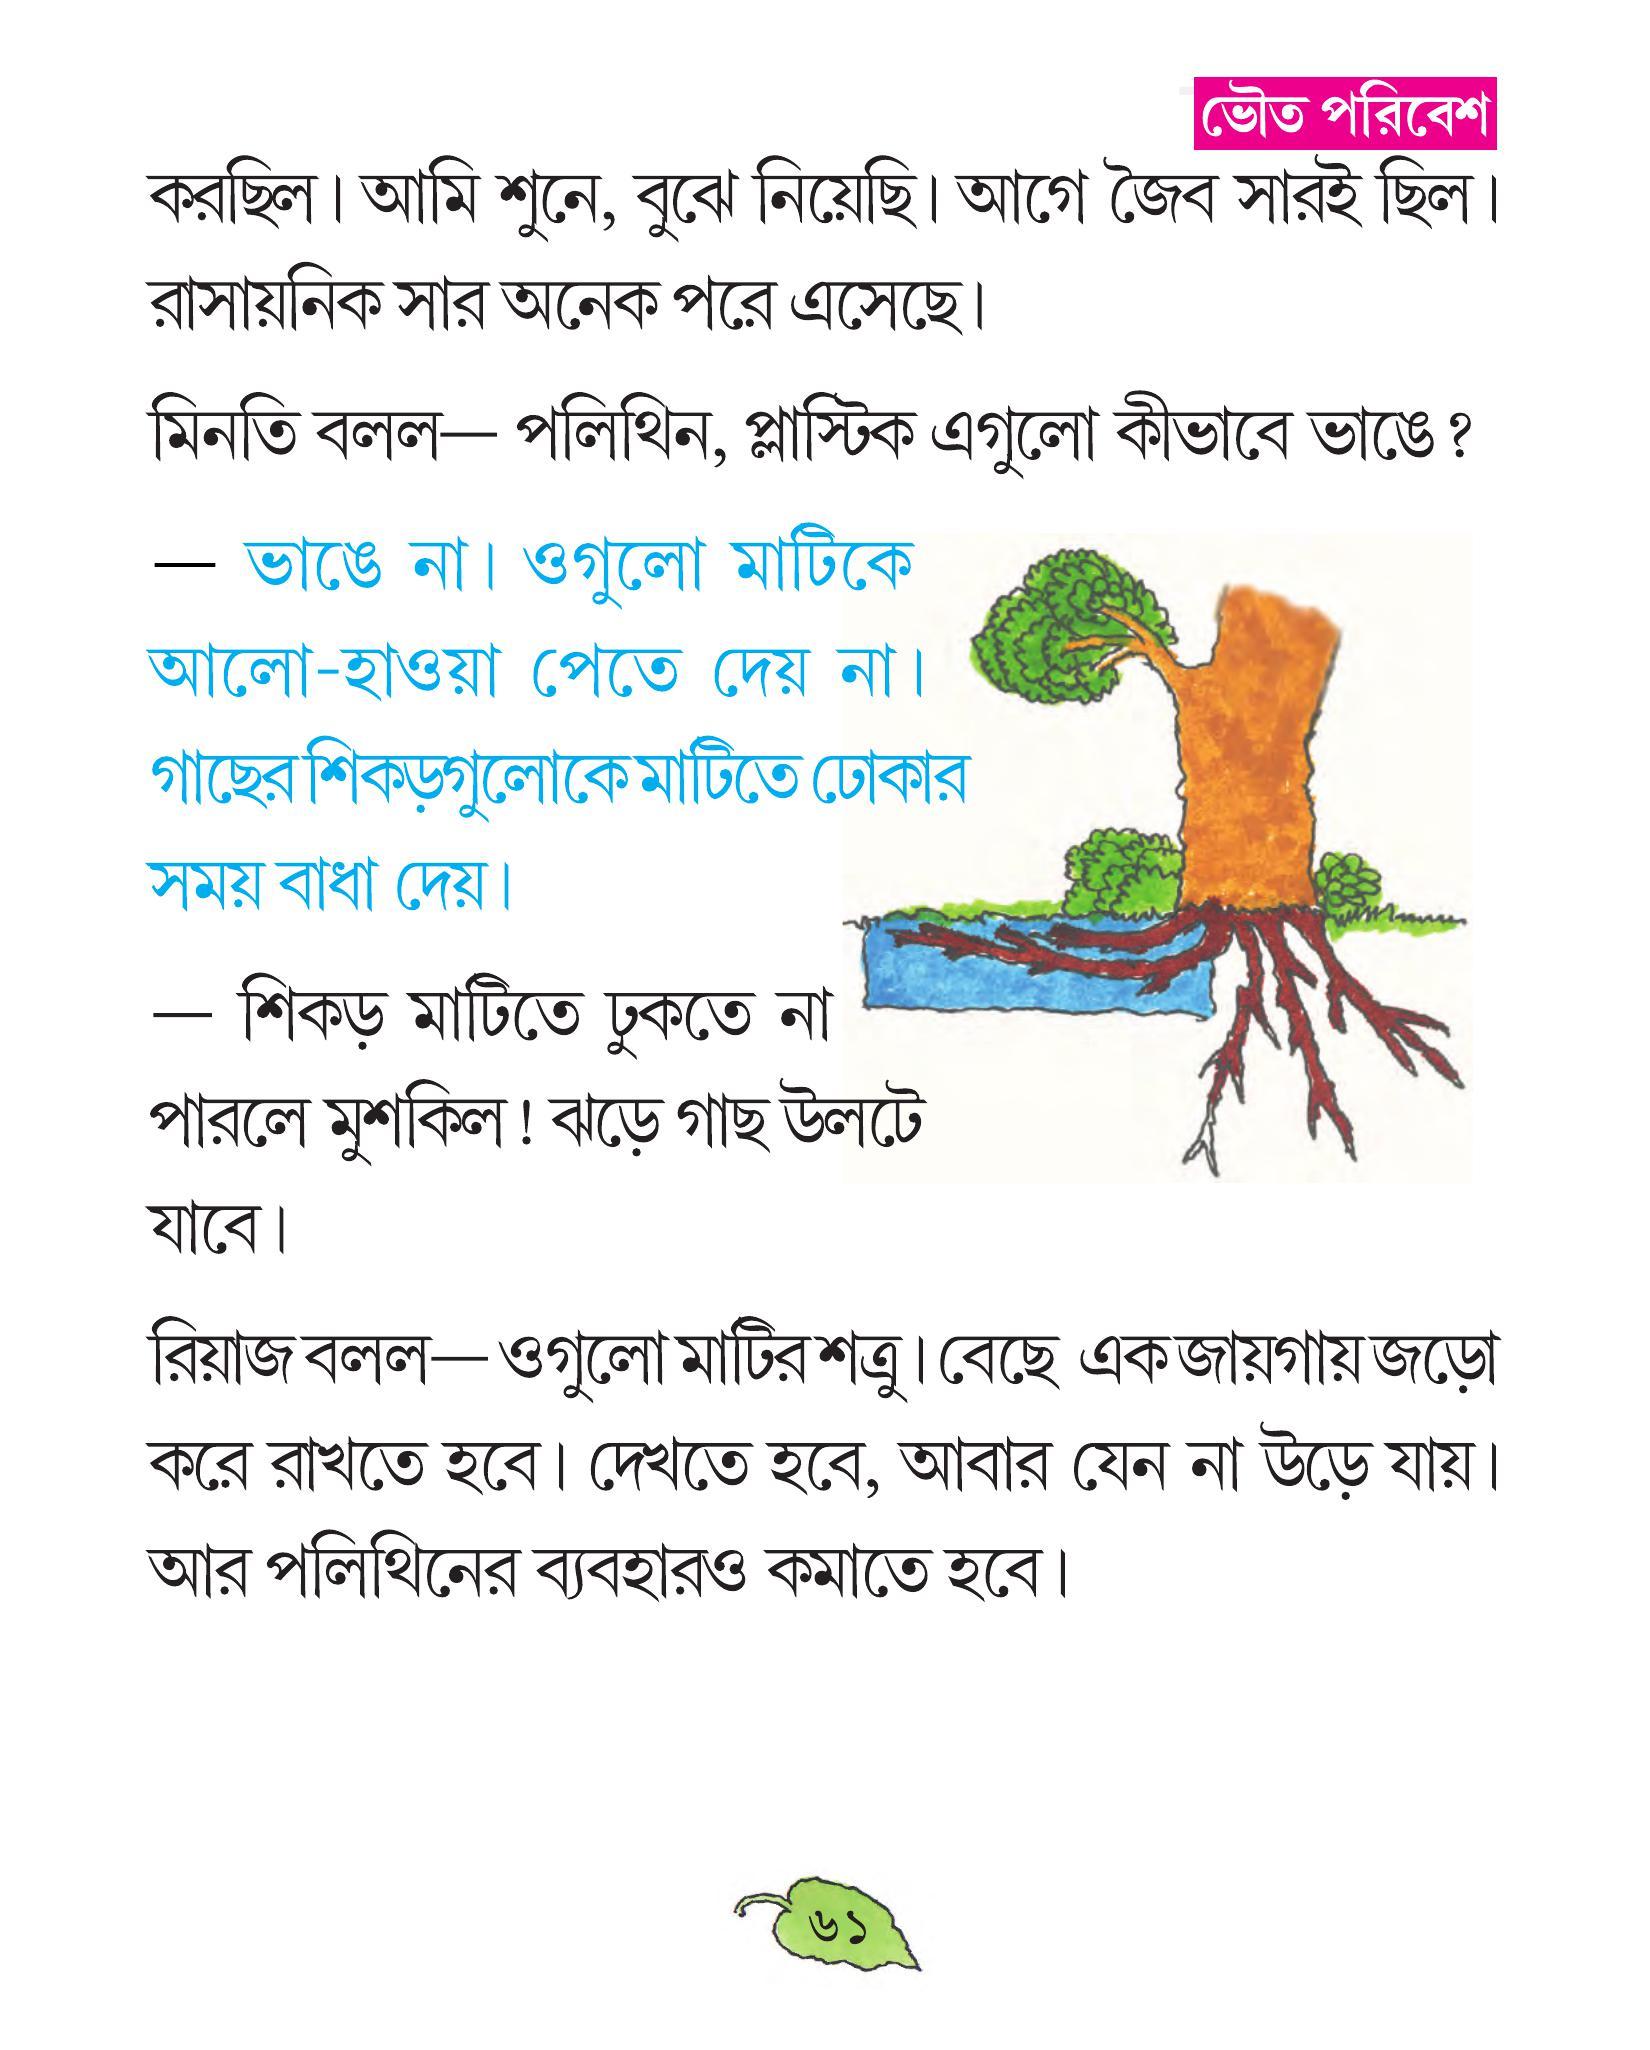 ভৌত পরিবেশ
করছিল। আমি শুনে, বুঝে নিয়েছি। আগে জৈব সারই ছিল।
রাসায়নিক সার অনেক পরে এসেছে।
মিনতি বলল— পলিথিন, প্লাস্টিক এগুলো কীভাবে ভাঙে?
— ভাঙে না। ওগুলো মাটিকে
আলো-হাওয়া পেতে দেয় না।
গাছের শিকড়গুলোকে মাটিতে ঢোকার
সময় বাধা দেয়।
— শিকড় মাটিতে ঢুকতে না
পারলে মুশকিল! ঝড়ে গাছ উলটে
যাবে।
রিয়াজ বলল— ওগুলো মাটির শত্রু। বেছে এক জায়গায় জড়ো
করে রাখতে হবে। দেখতে হবে, আবার যেন না উড়ে যায়।
আর পলিথিনের ব্যবহারও কমাতে হবে।
৬১